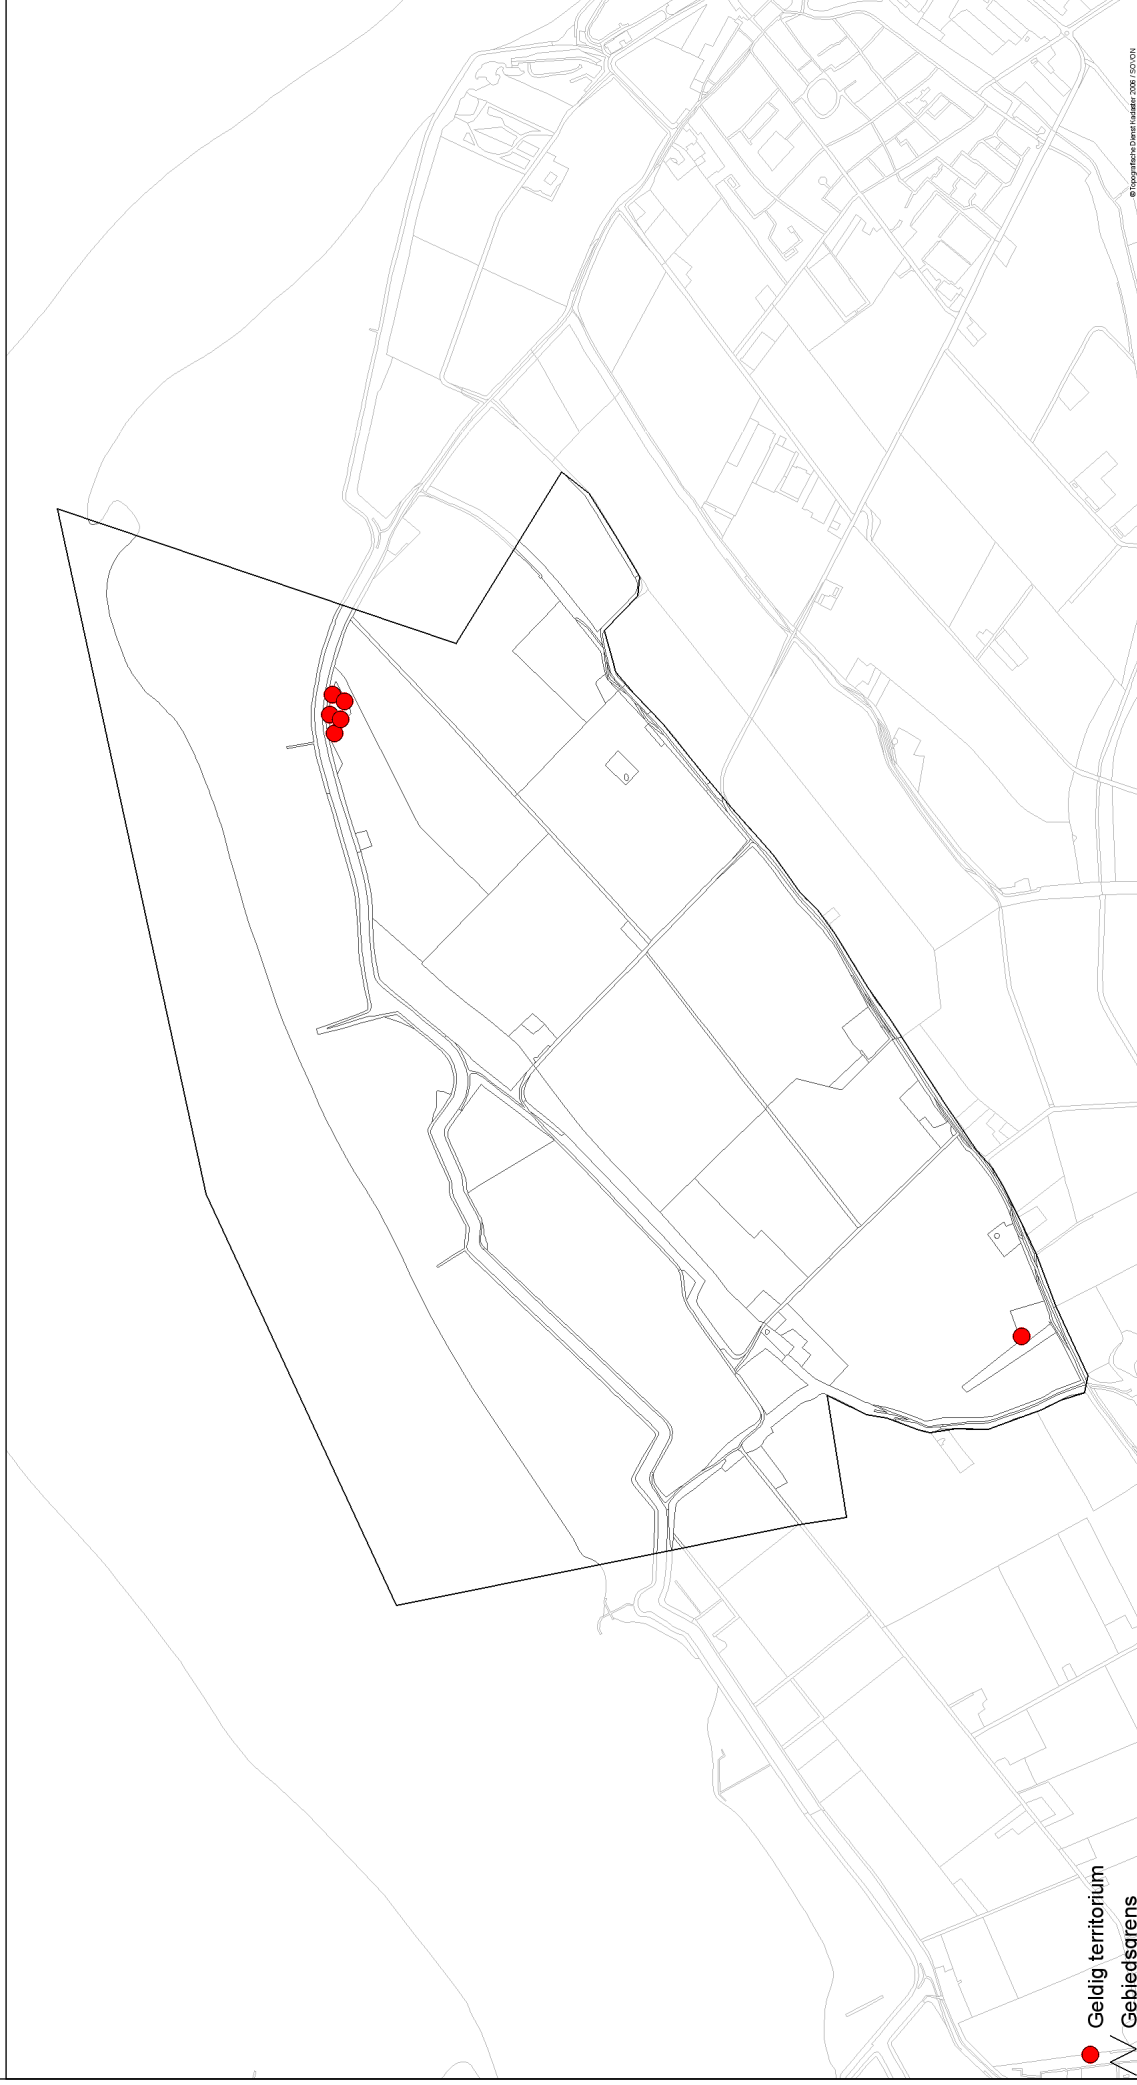 © Topografische Dienst Kadaster 2006 / SOVON
Geldig territorium
Gebiedsgrens